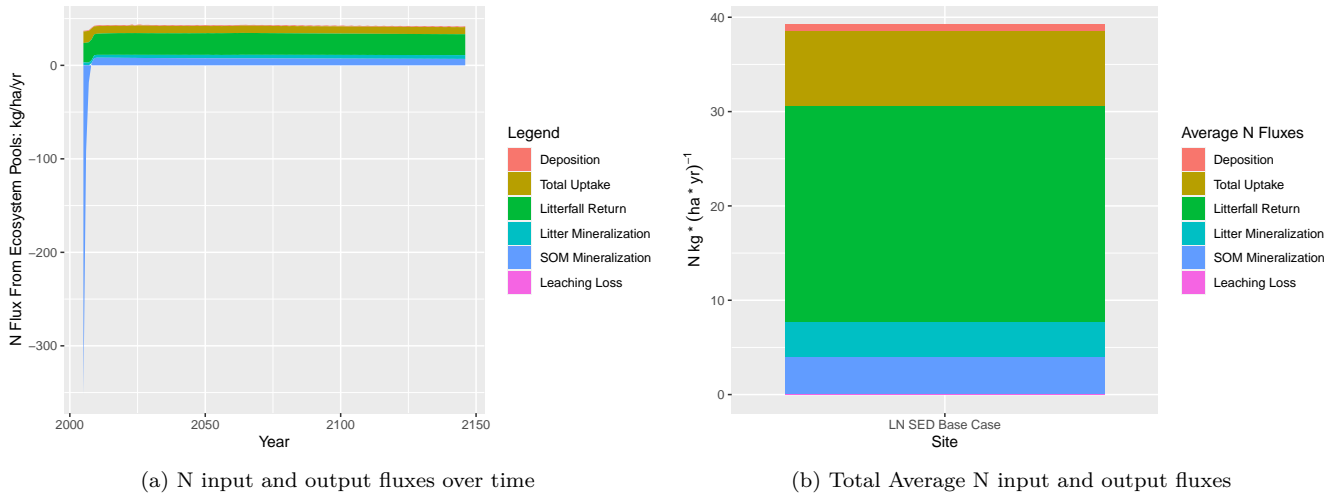 N Flux From Ecosystem Pools: kg/ha/yr
0
−100
−200
−300
2000
2050
2100
2150
Year
Legend
Deposition
Total Uptake
Litterfall Return
Litter Mineralization
SOM Mineralization
Leaching Loss
(a) N input and output fluxes over time
N kg * (ha * yr)⁻¹
40
30
20
10
0
LN SED Base Case
Site
Average N Fluxes
Deposition
Total Uptake
Litterfall Return
Litter Mineralization
SOM Mineralization
Leaching Loss
(b) Total Average N input and output fluxes